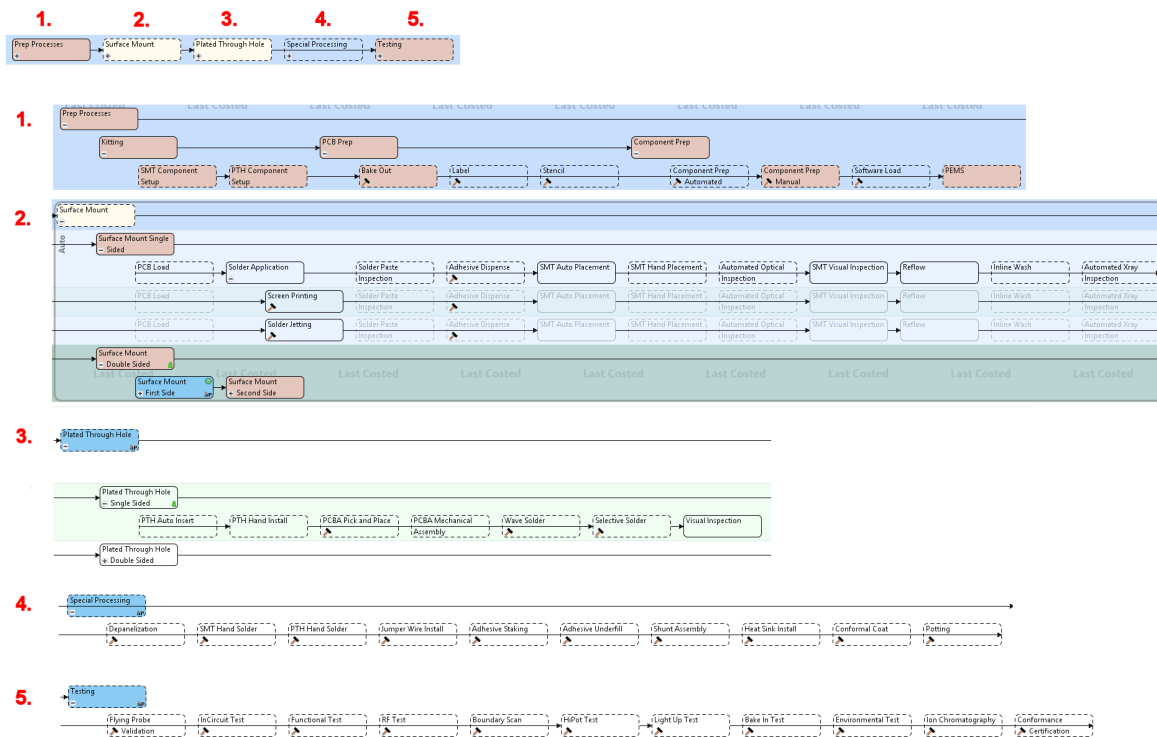 1. 2. 3. 4. 5.
Prep Processes Surface Mount Plated Through Hole Special Processing Testing
Last Costed Last Costed Last Costed Last Costed Last Costed Last Costed Last Costed Last Costed
1. Prep Processes
Kitting PCB Prep Component Prep
SMT Component Setup PTH Component Setup Bake Out Label Stencil Component Prep Automated Component Prep Manual Software Load PEMS
2. Surface Mount
Auto
Surface Mount Single Sided
PCB Load Solder Application Solder Paste Inspection Adhesive Dispense SMT Auto Placement SMT Hand Placement Automated Optical Inspection SMT Visual Inspection Reflow Inline Wash Automated Xray Inspection
PCB Load Screen Printing Solder Paste Inspection Adhesive Dispense SMT Auto Placement SMT Hand Placement Automated Optical Inspection SMT Visual Inspection Reflow Inline Wash Automated Xray Inspection
PCB Load Solder Jetting Solder Paste Inspection Adhesive Dispense SMT Auto Placement SMT Hand Placement Automated Optical Inspection SMT Visual Inspection Reflow Inline Wash Automated Xray Inspection
Surface Mount Double Sided
Last Costed Last Costed Last Costed Last Costed Last Costed Last Costed Last Costed Last Costed Last Costed
Surface Mount First Side Surface Mount Second Side
3. Plated Through Hole
Plated Through Hole Single Sided
PTH Auto Insert PTH Hand Install PCBA Pick and Place PCBA Mechanical Assembly Wave Solder Selective Solder Visual Inspection
Plated Through Hole Double Sided
4. Special Processing
Depanelization SMT Hand Solder PTH Hand Solder Jumper Wire Install Adhesive Staking Adhesive Underfill Shunt Assembly Heat Sink Install Conformal Coat Potting
5. Testing
Flying Probe Validation InCircuit Test Functional Test RF Test Boundary Scan HiPot Test Light Up Test Bake In Test Environmental Test Ion Chromatography Conformance Certification